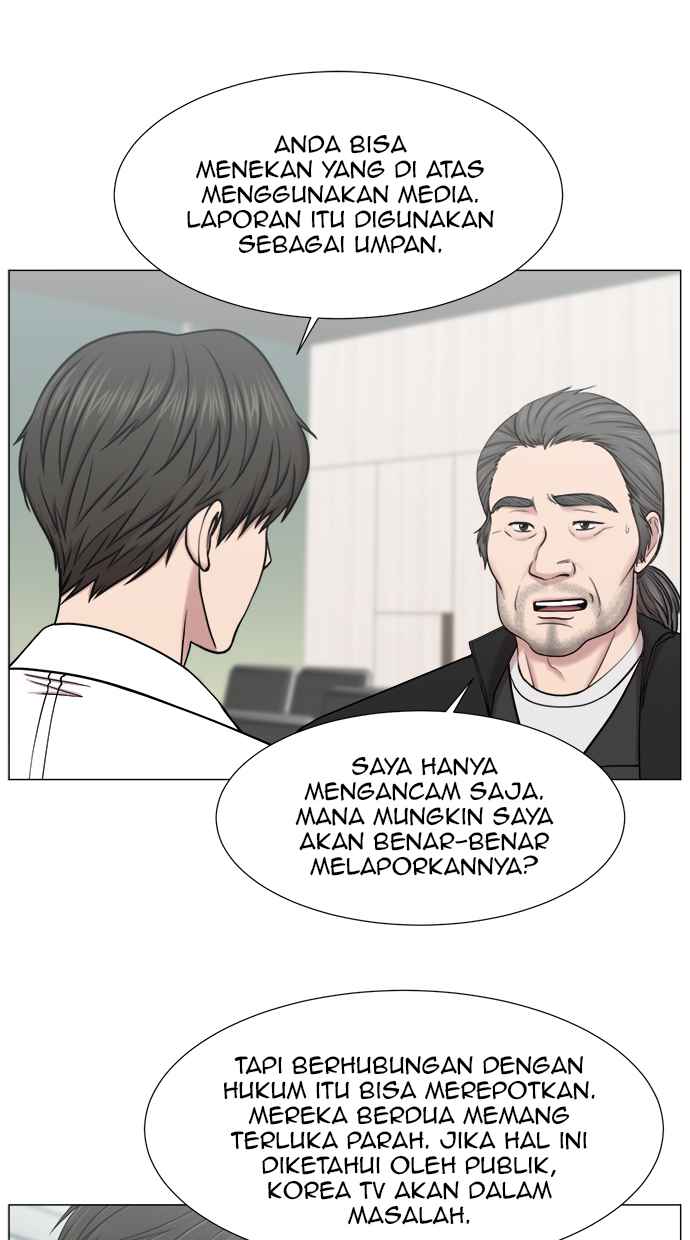 ANDA BISA
MENEKAN YANG DI ATAS
MENGGUNAKAN MEDIA.
LAPORAN ITU DIGUNAKAN
SEBAGAI UMPAN.
SAYA HANYA
MENGANCAM SAJA.
MANA MUNGKIN SAYA
AKAN BENAR-BENAR
MELAPORKANNYA?
TAPI BERHUBUNGAN DENGAN
HUKUM ITU BISA MEREPOTKAN.
MEREKA BERDUA MEMANG
TERLUKA PARAH. JIKA HAL INI
DIKETAHUI OLEH PUBLIK,
KOREA TV AKAN DALAM
MASALAH.